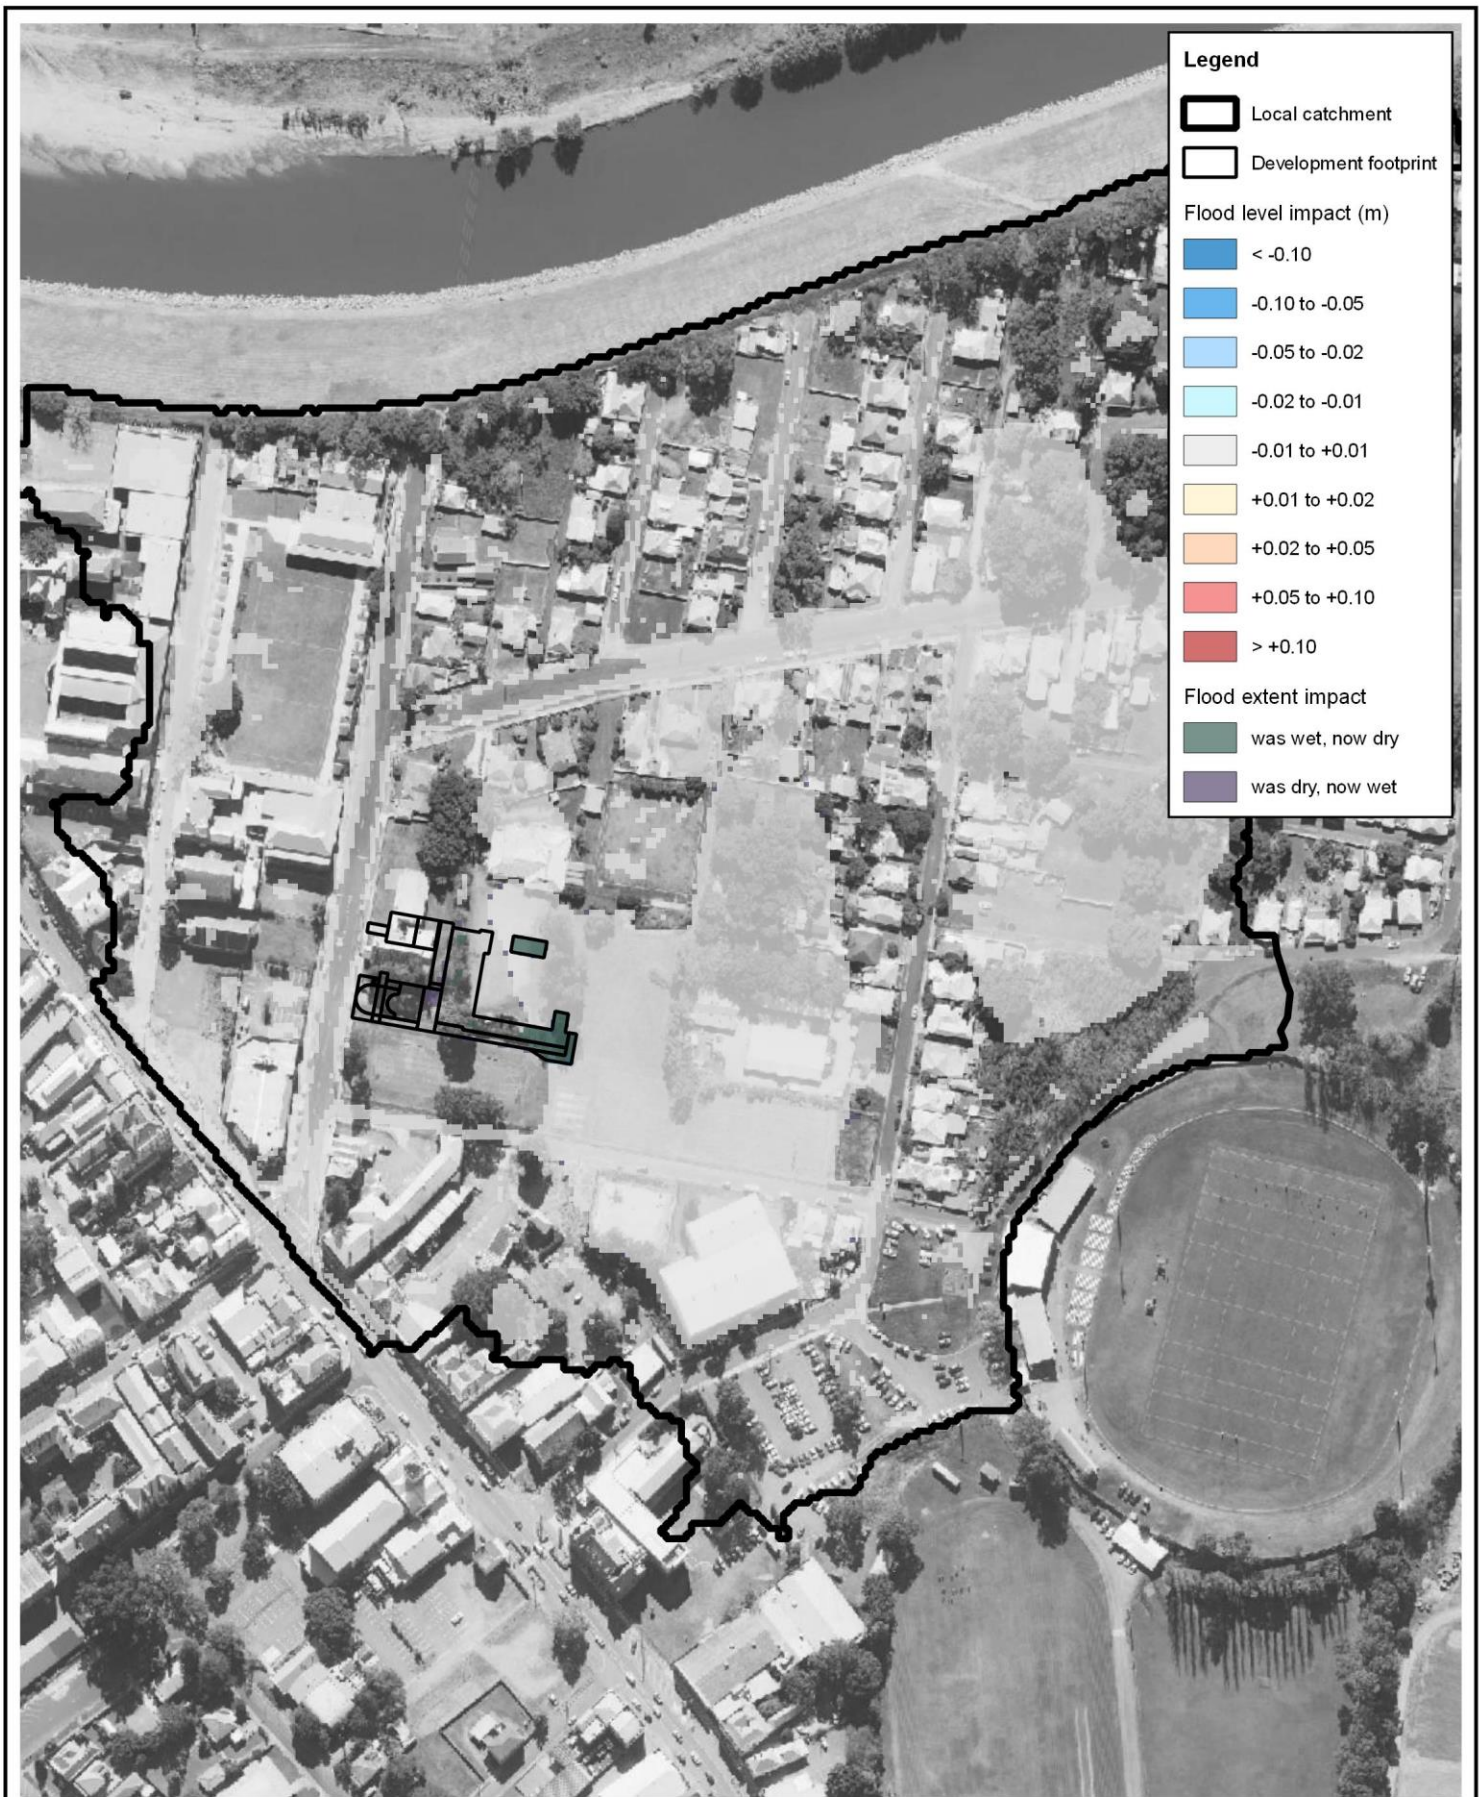 Legend
Local catchment
Development footprint
Flood level impact (m)
< -0.10
-0.10 to -0.05
-0.05 to -0.02
-0.02 to -0.01
-0.01 to +0.01
+0.01 to +0.02
+0.02 to +0.05
+0.05 to +0.10
> +0.10
Flood extent impact
was wet, now dry
was dry, now wet